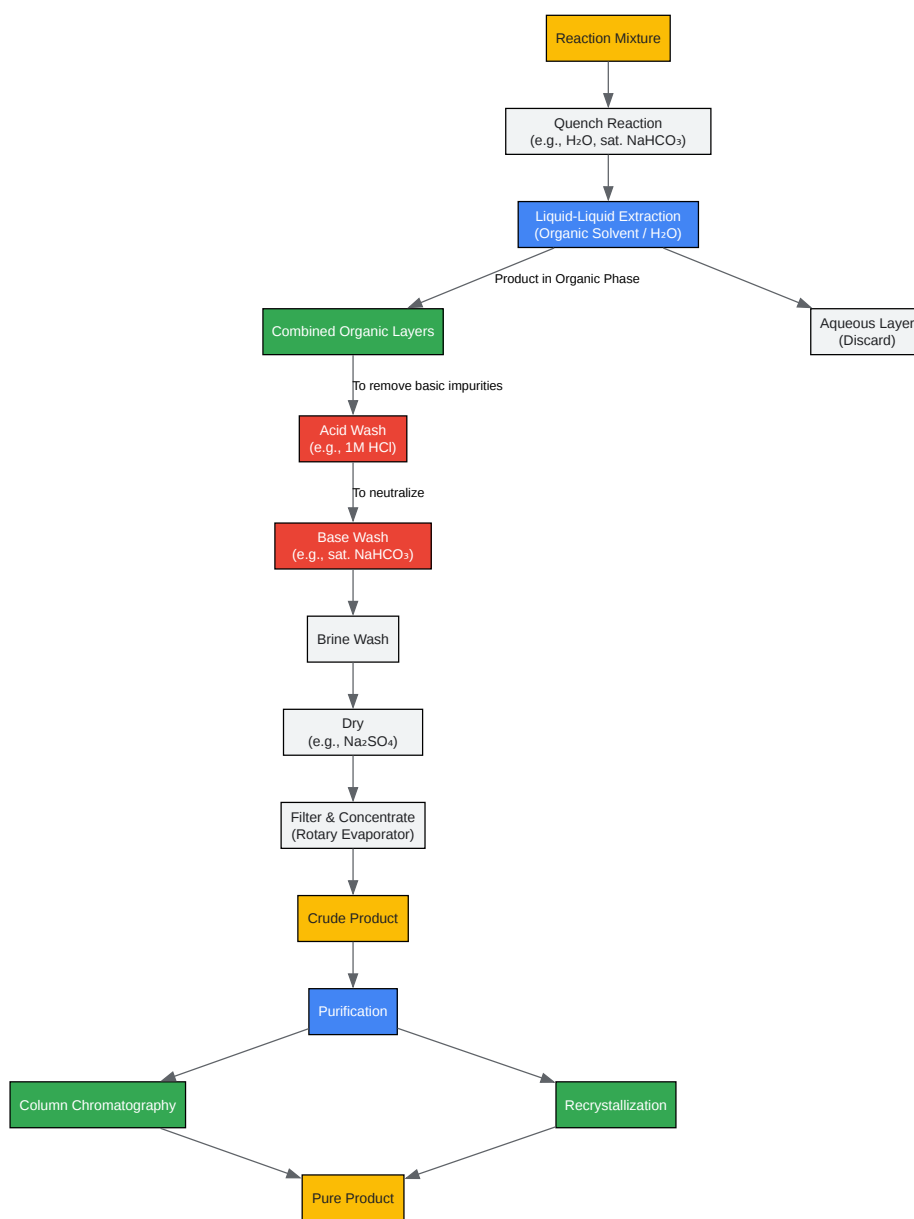 Reaction Mixture
Quench Reaction
(e.g., H₂O, sat. NaHCO₃)
Liquid-Liquid Extraction
(Organic Solvent / H₂O)
Product in Organic Phase
Combined Organic Layers
Aqueous Layer
(Discard)
To remove basic impurities
Acid Wash
(e.g., 1M HCl)
To neutralize
Base Wash
(e.g., sat. NaHCO₃)
Brine Wash
Dry
(e.g., Na₂SO₄)
Filter & Concentrate
(Rotary Evaporator)
Crude Product
Purification
Column Chromatography
Recrystallization
Pure Product